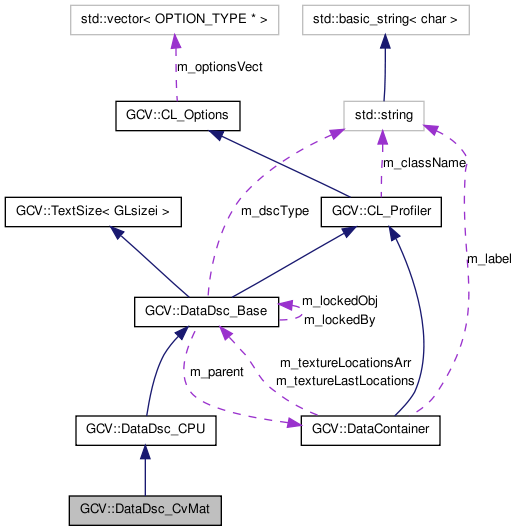 std::vector< OPTION_TYPE * >
std::basic_string< char >
m_optionsVect
GCV::CL_Options
std::string
m_className
GCV::TextSize< GLsizei >
m_dscType
GCV::CL_Profiler
m_label
GCV::DataDsc_Base
m_lockedObj
m_lockedBy
m_parent
m_textureLocationsArr
m_textureLastLocations
GCV::DataDsc_CPU
GCV::DataContainer
GCV::DataDsc_CvMat